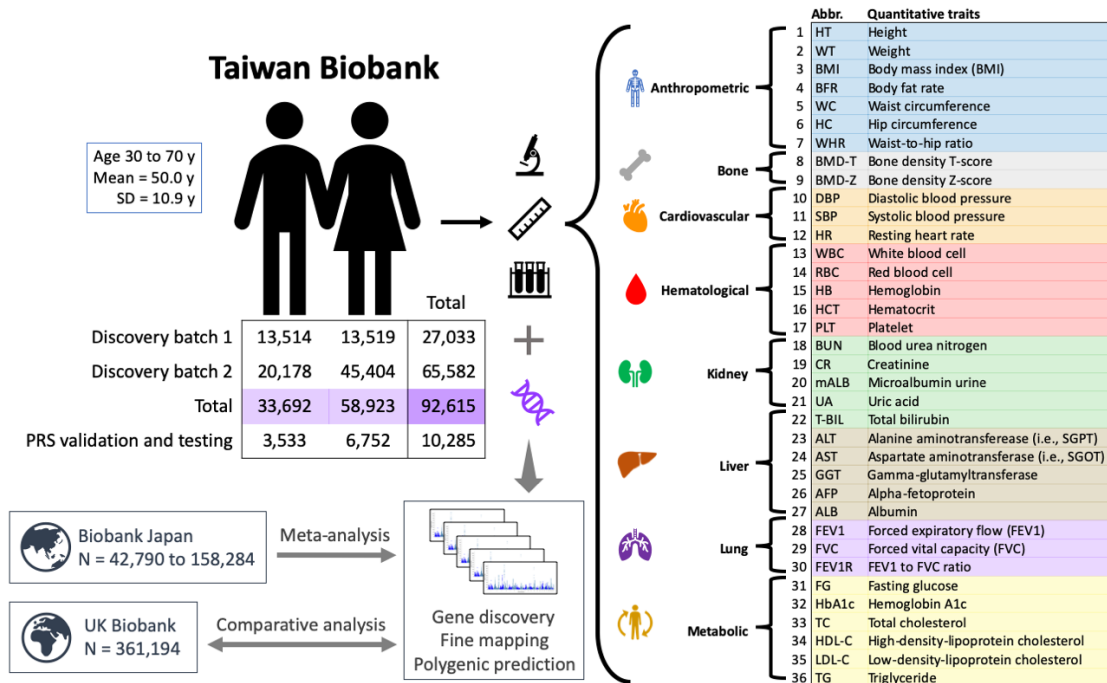 Taiwan Biobank
Age 30 to 70 y
Mean = 50.0 y
SD = 10.9 y
Total
Discovery batch 1 13,514 13,519 27,033
Discovery batch 2 20,178 45,404 65,582
Total 33,692 58,923 92,615
PRS validation and testing 3,533 6,752 10,285
Biobank Japan
N = 42,790 to 158,284
Meta-analysis
UK Biobank
N = 361,194
Comparative analysis
Gene discovery
Fine mapping
Polygenic prediction
Anthropometric
Bone
Cardiovascular
Hematological
Kidney
Liver
Lung
Metabolic
Abbr. Quantitative traits
1 HT Height
2 WT Weight
3 BMI Body mass index (BMI)
4 BFR Body fat rate
5 WC Waist circumference
6 HC Hip circumference
7 WHR Waist-to-hip ratio
8 BMD-T Bone density T-score
9 BMD-Z Bone density Z-score
10 DBP Diastolic blood pressure
11 SBP Systolic blood pressure
12 HR Resting heart rate
13 WBC White blood cell
14 RBC Red blood cell
15 HB Hemoglobin
16 HCT Hematocrit
17 PLT Platelet
18 BUN Blood urea nitrogen
19 CR Creatinine
20 mALB Microalbumin urine
21 UA Uric acid
22 T-BIL Total bilirubin
23 ALT Alanine aminotransferease (i.e., SGPT)
24 AST Aspartate aminotransferase (i.e., SGOT)
25 GGT Gamma-glutamyltransferase
26 AFP Alpha-fetoprotein
27 ALB Albumin
28 FEV1 Forced expiratory flow (FEV1)
29 FVC Forced vital capacity (FVC)
30 FEV1R FEV1 to FVC ratio
31 FG Fasting glucose
32 HbA1c Hemoglobin A1c
33 TC Total cholesterol
34 HDL-C High-density-lipoprotein cholesterol
35 LDL-C Low-density-lipoprotein cholesterol
36 TG Triglyceride